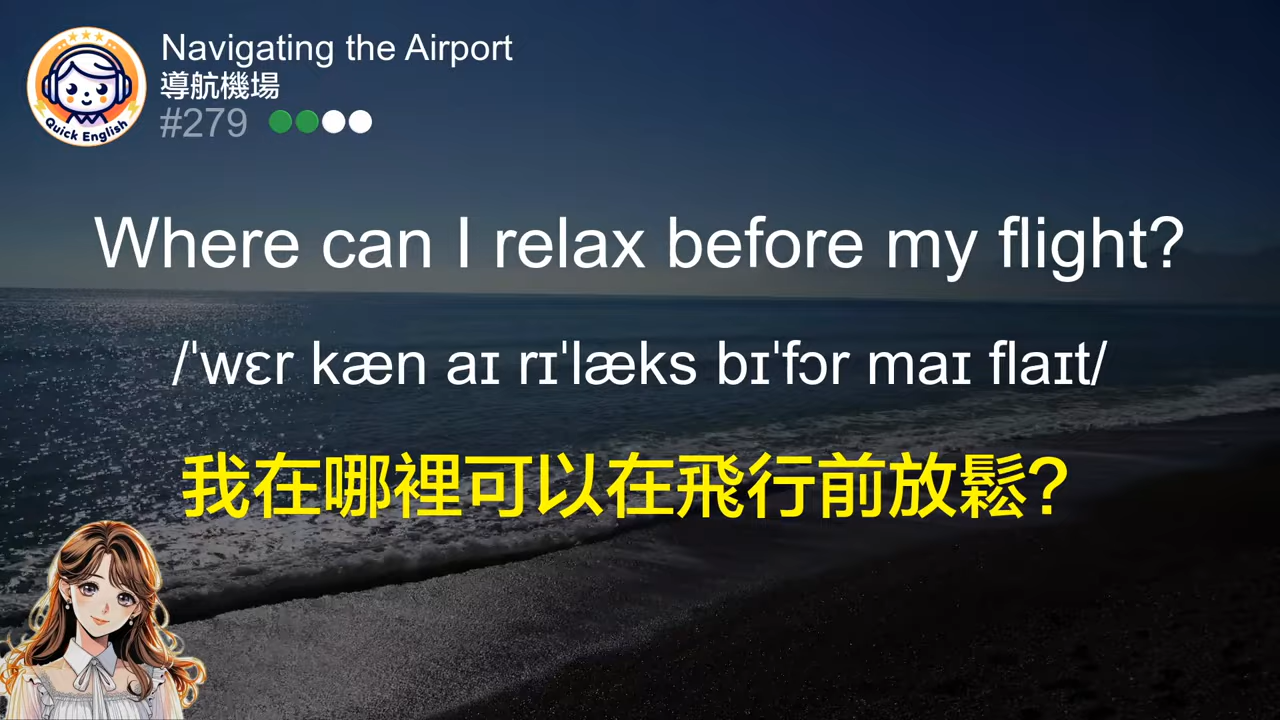 Navigating the Airport
導航機場
#279
Quick English
Where can I relax before my flight?
/ˈwɛr kæn aɪ rɪˈlæks bɪˈfɔr maɪ flaɪt/
我在哪裡可以在飛行前放鬆?